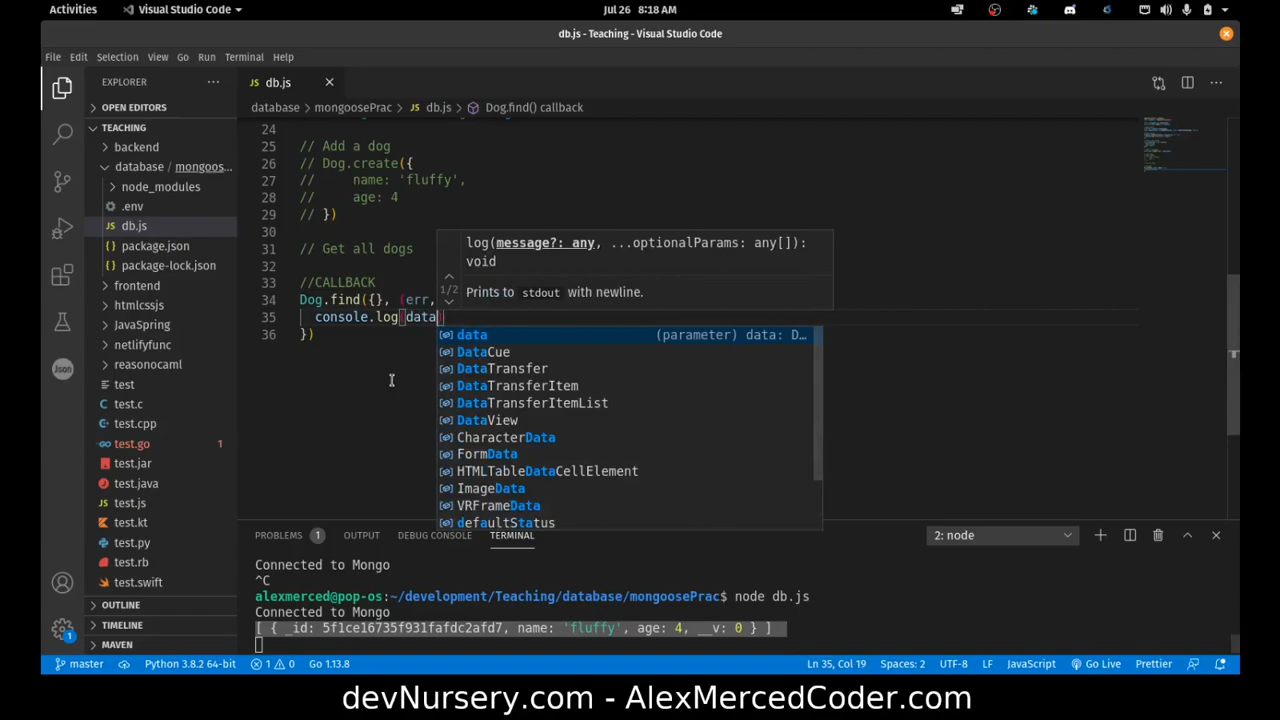 Activities
Visual Studio Code
Jul 26 8:18 AM
db.js - Teaching - Visual Studio Code
File Edit Selection View Go Run Terminal Help
EXPLORER
JS db.js
OPEN EDITORS
database > mongoosePrac > JS db.js > Dog.find() callback
TEACHING
backend
database / mongoos...
node_modules
.env
JS db.js
package.json
package-lock.json
frontend
htmlcssjs
JavaSpring
netlifyfunc
reasonocaml
test
test.c
test.cpp
test.go 1
test.jar
test.java
test.js
test.kt
test.py
test.rb
test.swift
OUTLINE
TIMELINE
MAVEN
24
25 // Add a dog
26 // Dog.create({
27 //     name: 'fluffy',
28 //     age: 4
29 // })
30
31 // Get all dogs
32
33 //CALLBACK
34 Dog.find({}, (err,
35   console.log(data)
36 })
log(message?: any, ...optionalParams: any[]):
void
1/2
Prints to stdout with newline.
data (parameter) data: D...
DataCue
DataTransfer
DataTransferItem
DataTransferItemList
DataView
CharacterData
FormData
HTMLTableDataCellElement
ImageData
VRFrameData
defaultStatus
PROBLEMS 1 OUTPUT DEBUG CONSOLE TERMINAL
2: node
Connected to Mongo
^C
alexmerced@pop-os:~/development/Teaching/database/mongoosePrac$ node db.js
Connected to Mongo
[ { _id: 5f1ce16735f931fafdc2afd7, name: 'fluffy', age: 4, __v: 0 } ]
Json
1
master
Python 3.8.2 64-bit
1 0
Go 1.13.8
Ln 35, Col 19
Spaces: 2
UTF-8
LF
JavaScript
Go Live
Prettier
devNursery.com - AlexMercedCoder.com